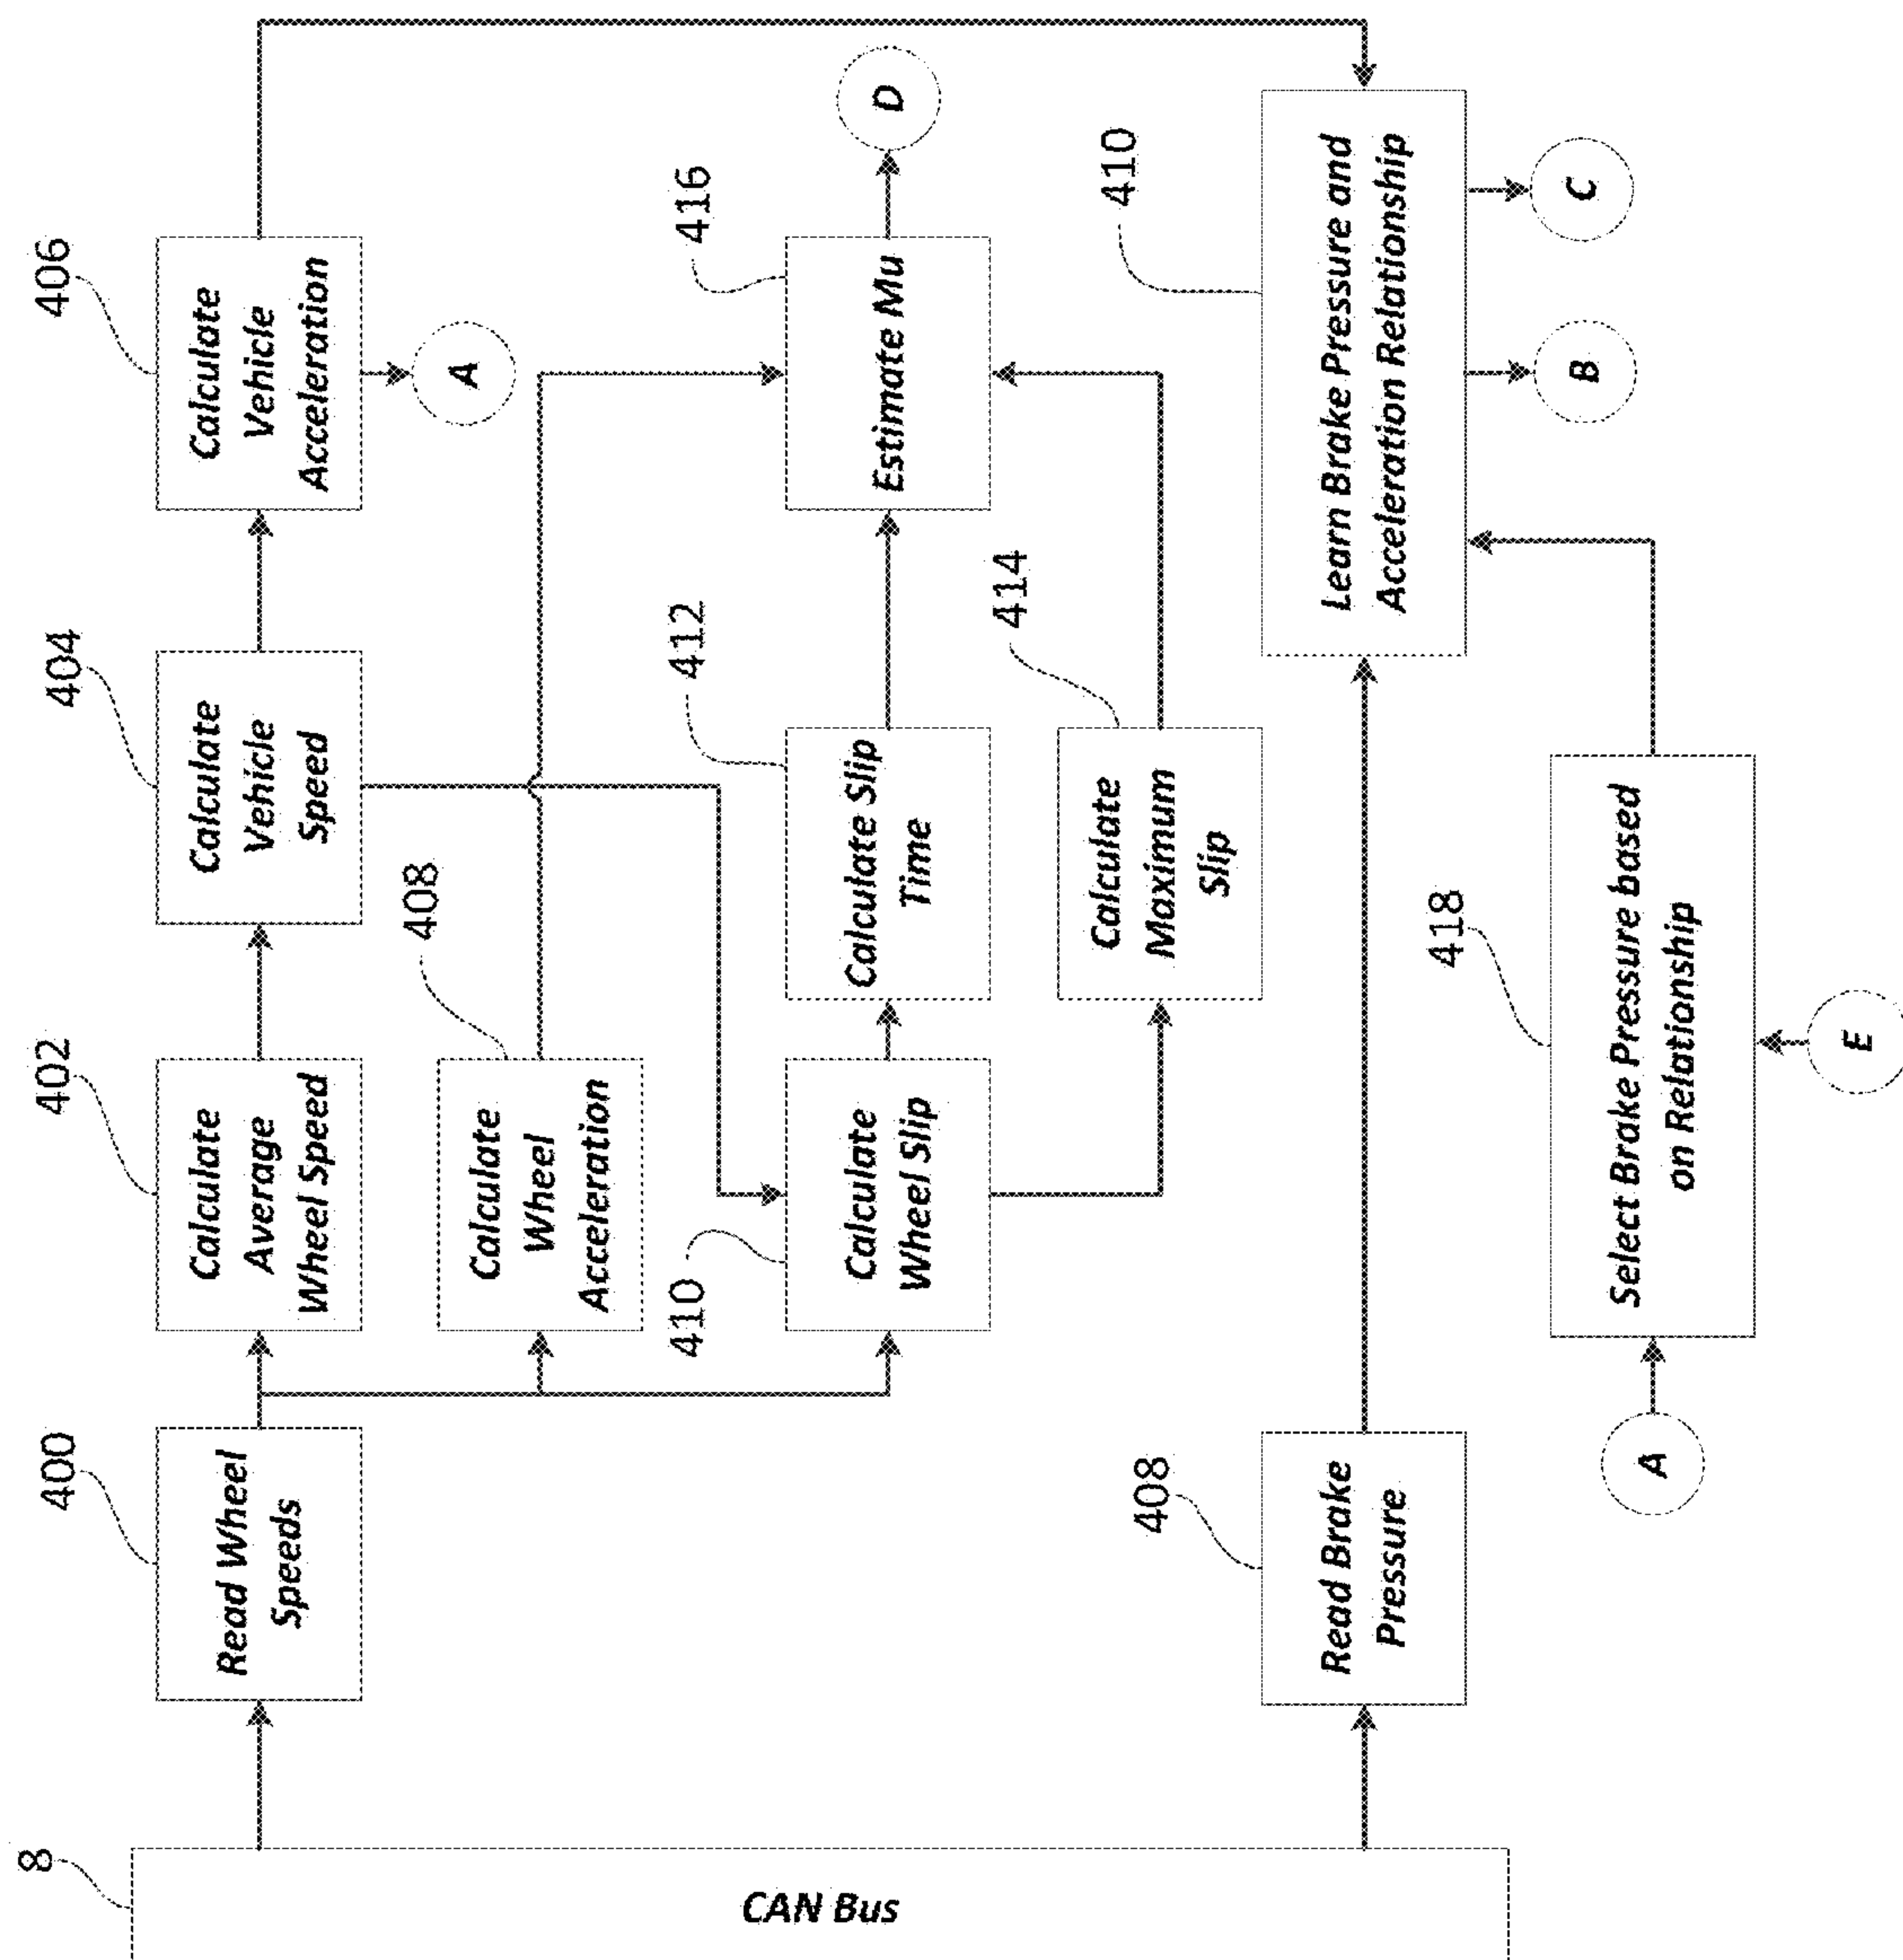 8
CAN Bus
400
Read Wheel
Speeds
402
Calculate
Average
Wheel Speed
404
Calculate
Vehicle
Speed
406
Calculate
Vehicle
Acceleration
A
408
Calculate
Wheel
Acceleration
410
Calculate
Wheel Slip
412
Calculate Slip
Time
414
Calculate
Maximum
Slip
416
Estimate Mu
D
408
Read Brake
Pressure
410
Learn Brake Pressure and
Acceleration Relationship
B
C
A
418
Select Brake Pressure based
on Relationship
E